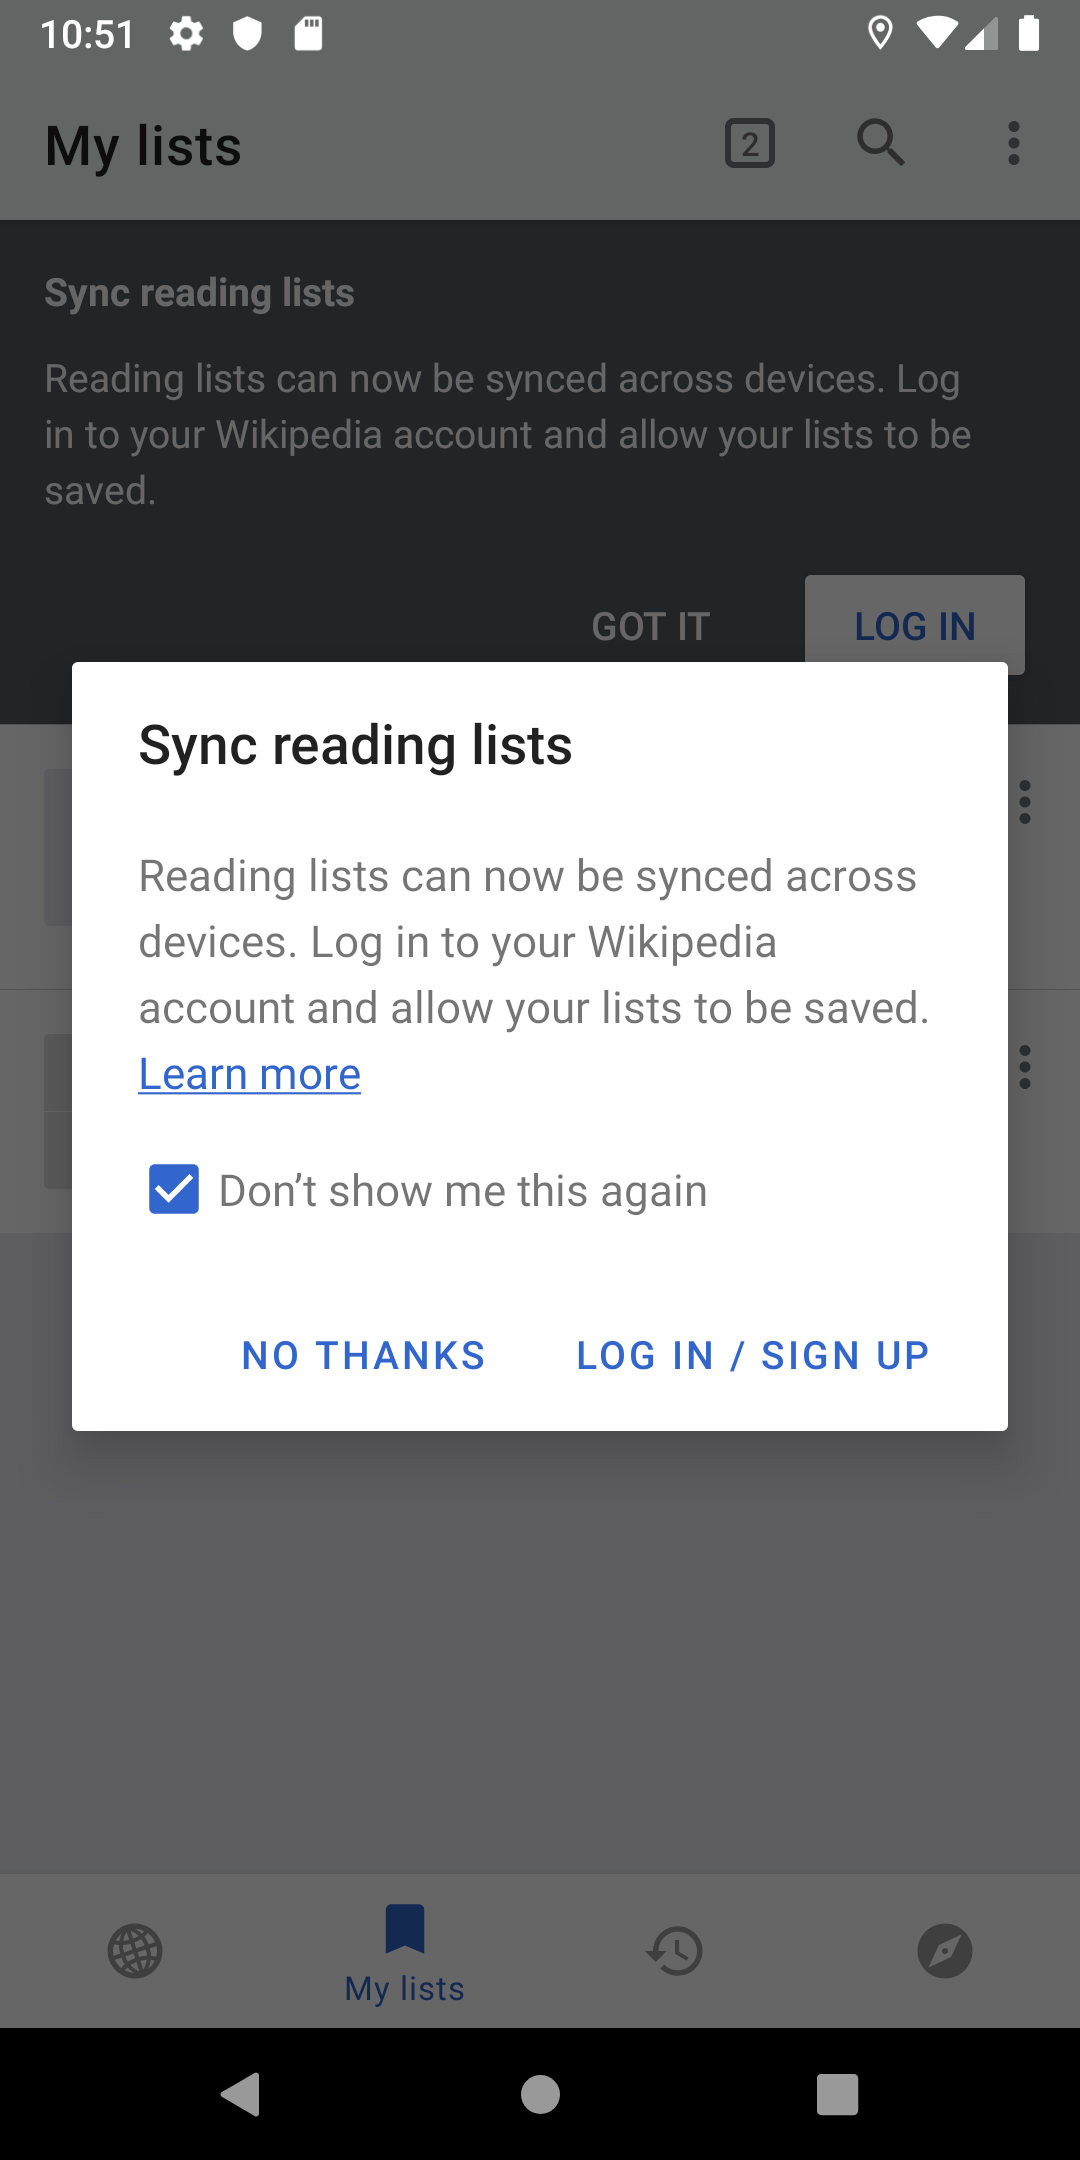 10:51
My lists
2
Sync reading lists
Reading lists can now be synced across devices. Log
in to your Wikipedia account and allow your lists to be
saved.
GOT IT
LOG IN
Sync reading lists
Reading lists can now be synced across
devices. Log in to your Wikipedia
account and allow your lists to be saved.
Learn more
Don’t show me this again
NO THANKS
LOG IN / SIGN UP
My lists